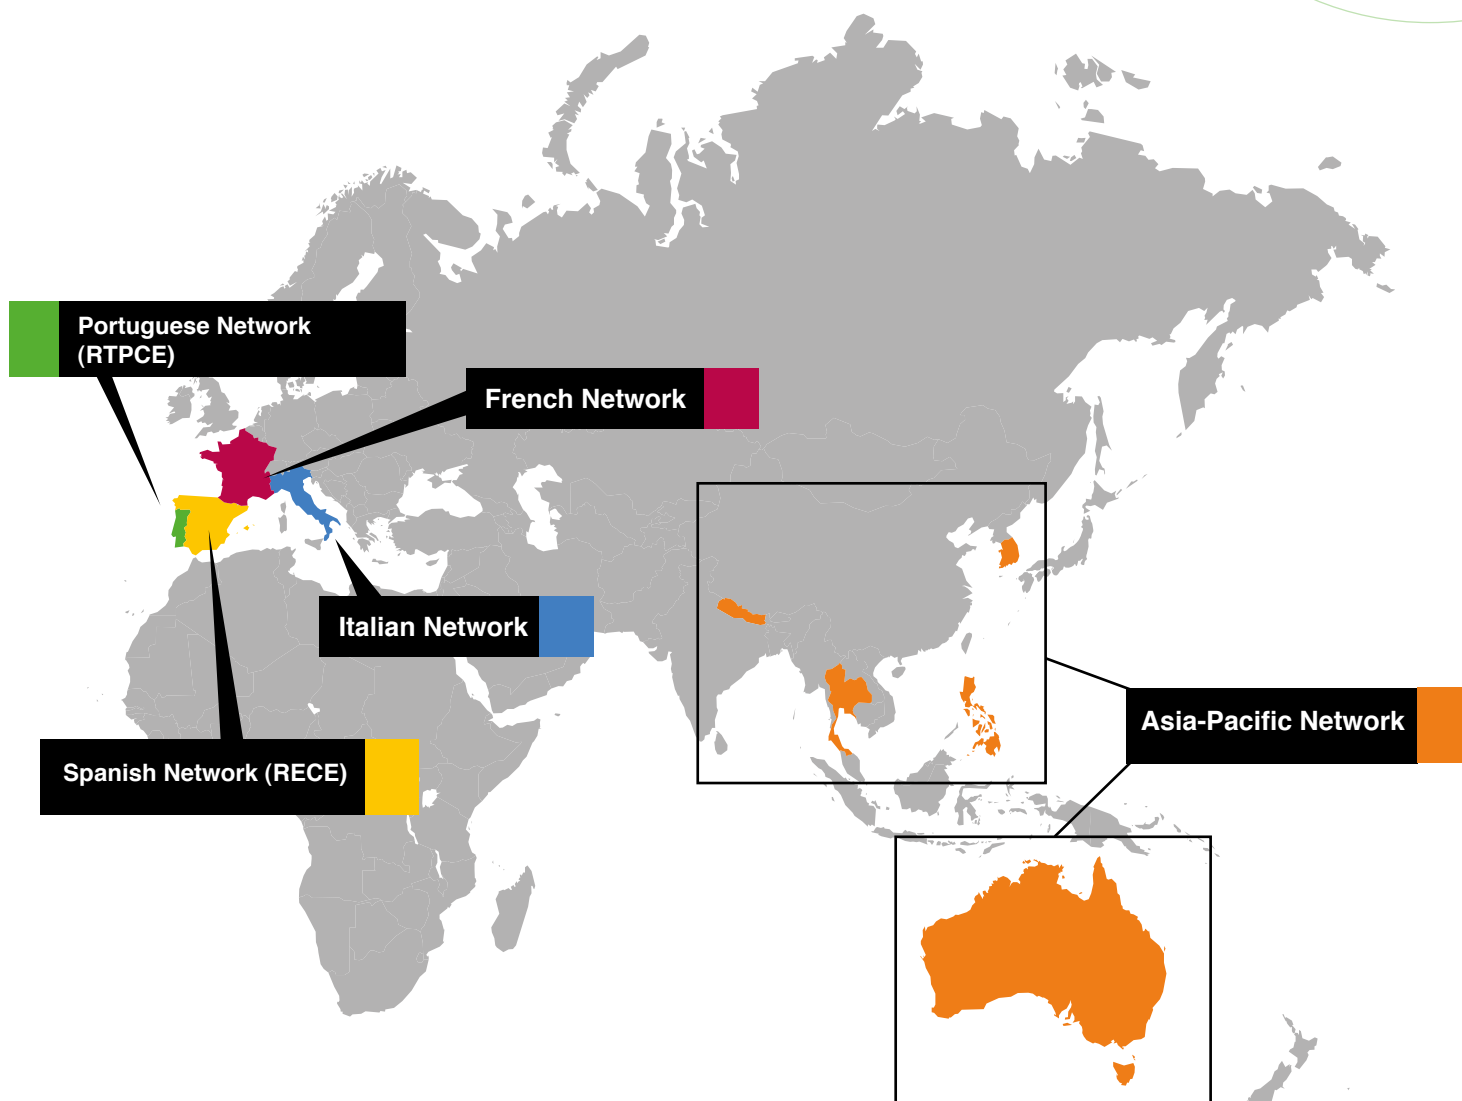 Portuguese Network
(RTPCE)
French Network
Italian Network
Asia-Pacific Network
Spanish Network (RECE)